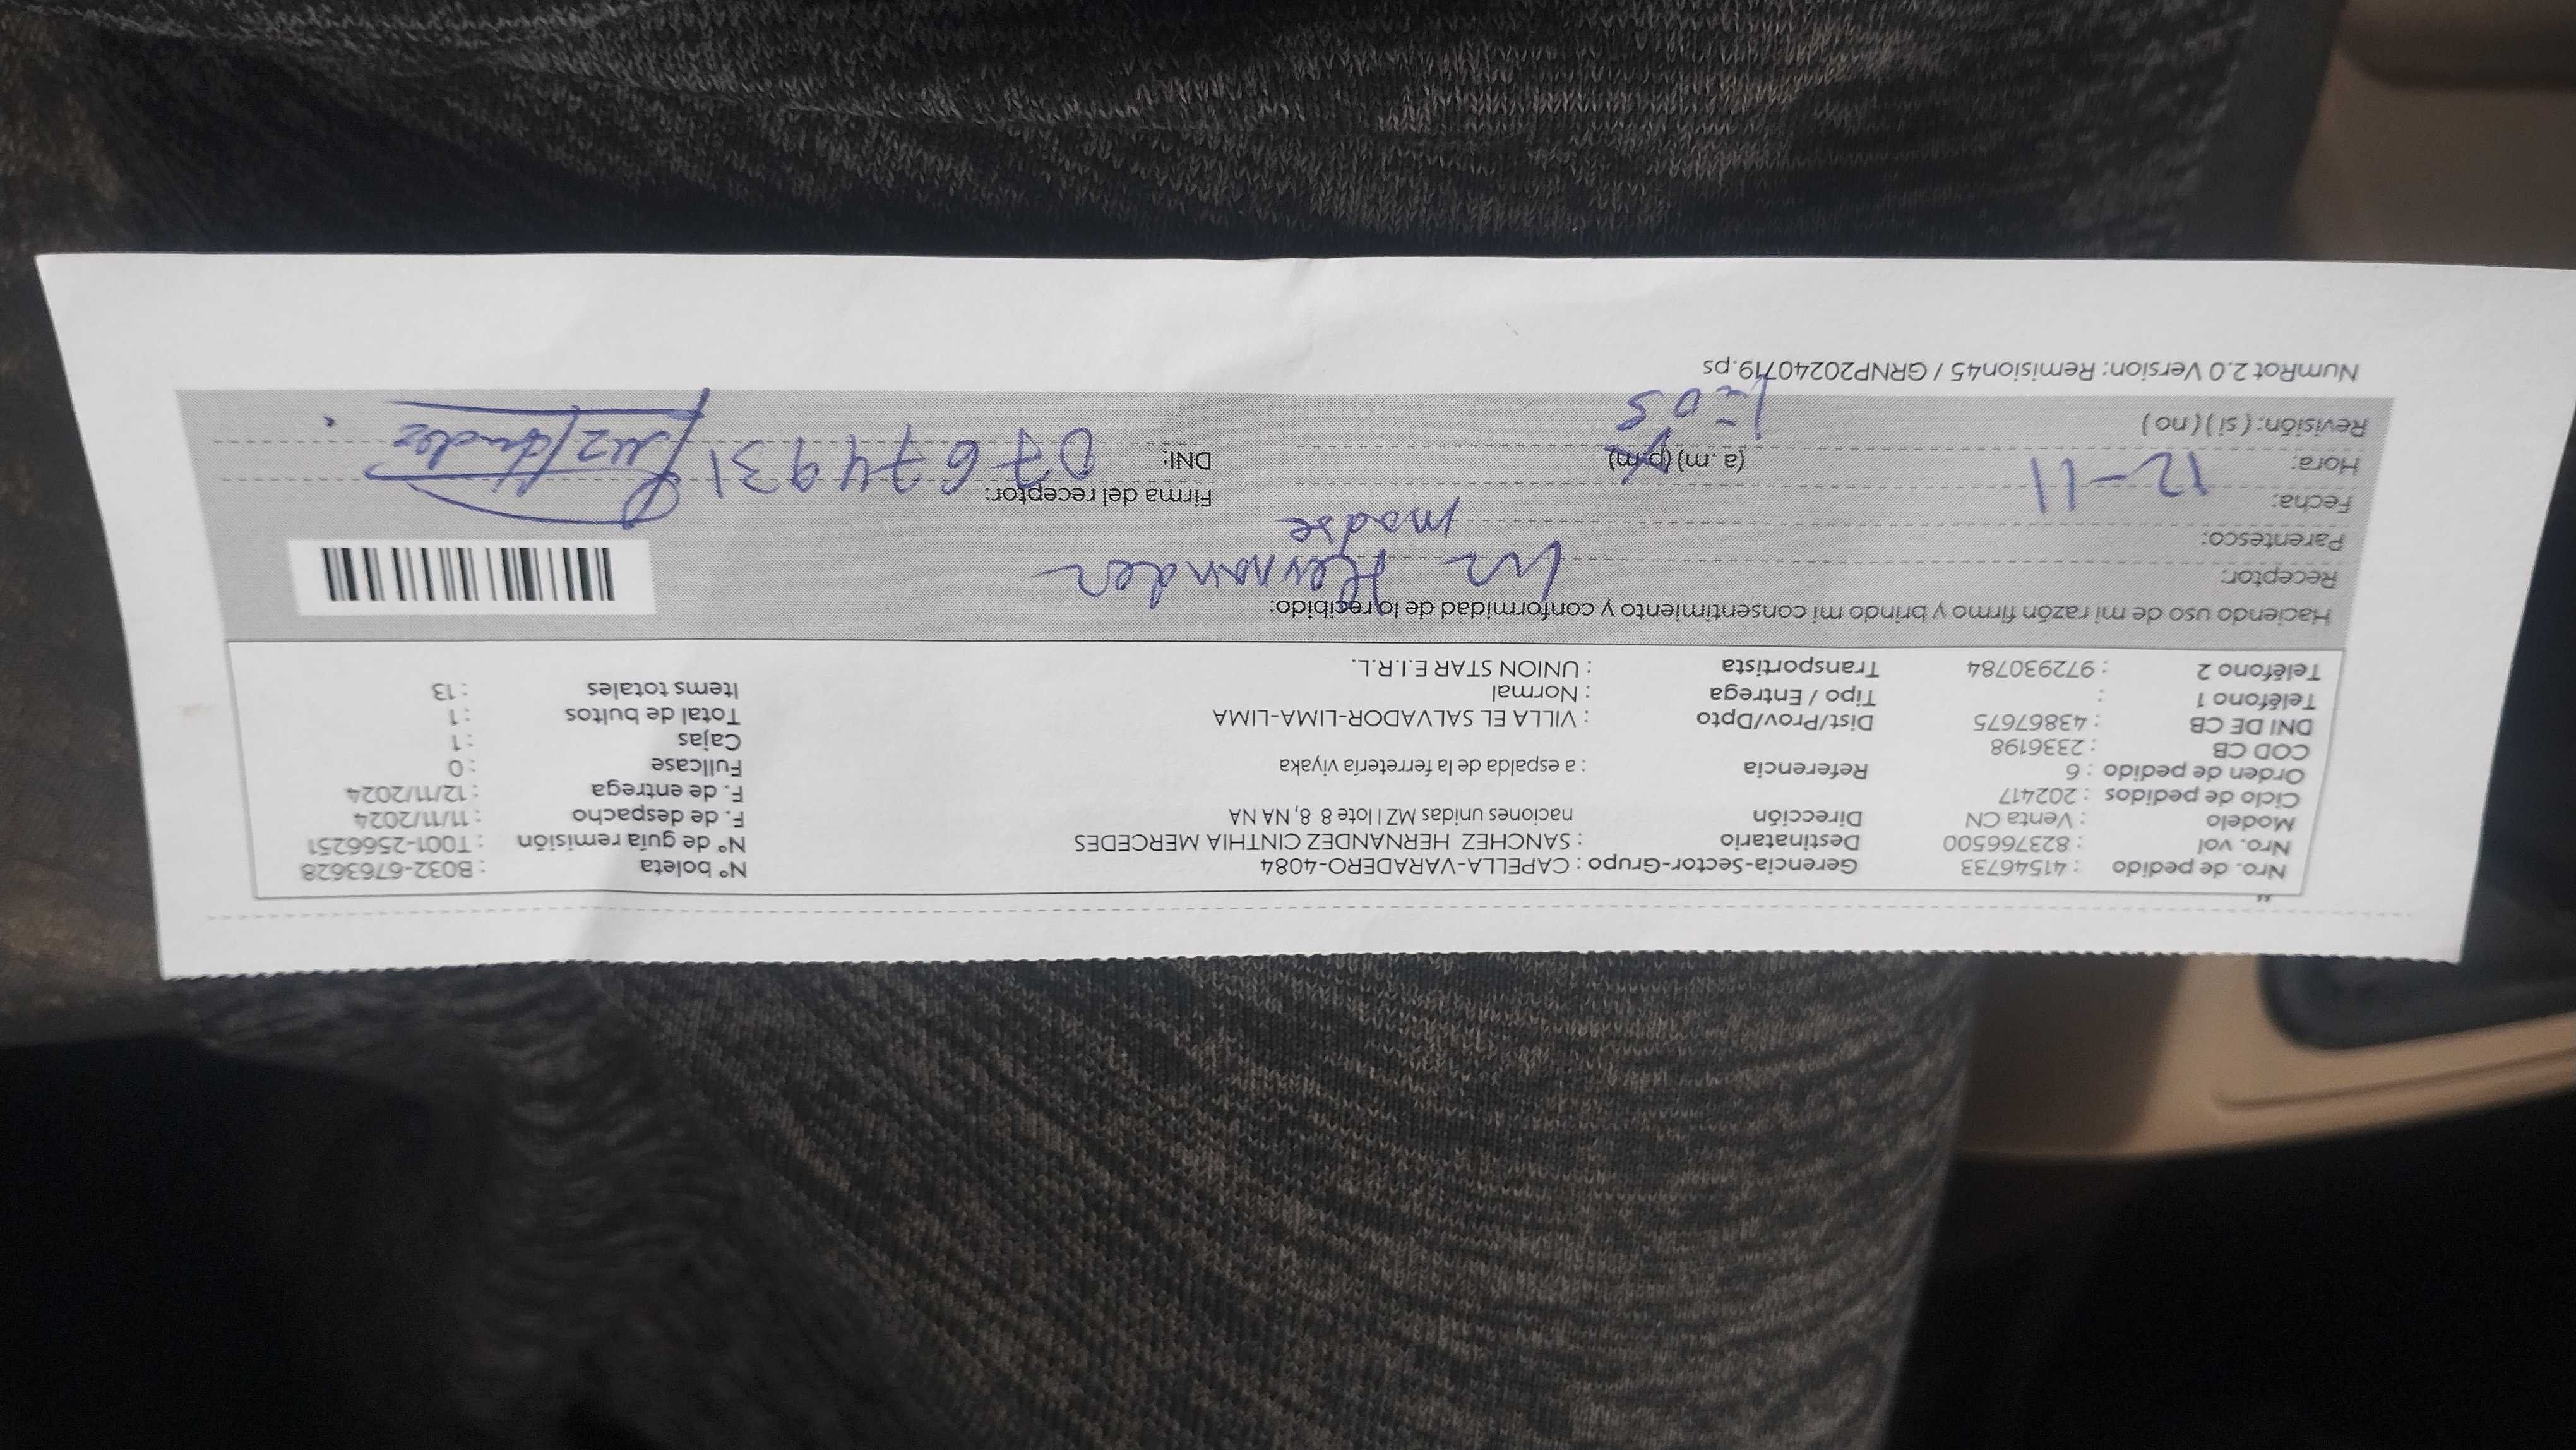 Nro. de pedido : 41546733 Gerencia-Sector-Grupo : CAPELLA-VARADERO-4084 N° boleta : B032-6763628
Nro. vol : 823766500 Destinatario : SANCHEZ HERNANDEZ CINTHIA MERCEDES N° de guía remisión : T001-2566251
Modelo : Venta CN Dirección naciones unidas MZ I lote 8 8, NA NA F. de despacho : 11/11/2024
Ciclo de pedidos : 202417 F. de entrega : 12/11/2024
Orden de pedido : 6 Referencia : a espalda de la ferretería viyaka Fullcase : 0
COD CB : 2336198 Cajas : 1
DNI DE CB : 43867675 Dist/Prov/Dpto : VILLA EL SALVADOR-LIMA-LIMA Total de bultos : 1
Teléfono 1 : Tipo / Entrega : Normal Items totales : 13
Teléfono 2 : 972930784 Transportista : UNION STAR E.I.R.L.
Haciendo uso de mi razón firmo y brindo mi consentimiento y conformidad de lo recibido:
Receptor: Luz Hernandez
Parentesco: madre
Fecha: 12-11 Firma del receptor:
Hora: (a.m) (p.m) DNI: 07674931
Revisión: ( si ) ( no ) 1=05
NumRot 2.0 Version: Remision45 / GRNP20240719.ps